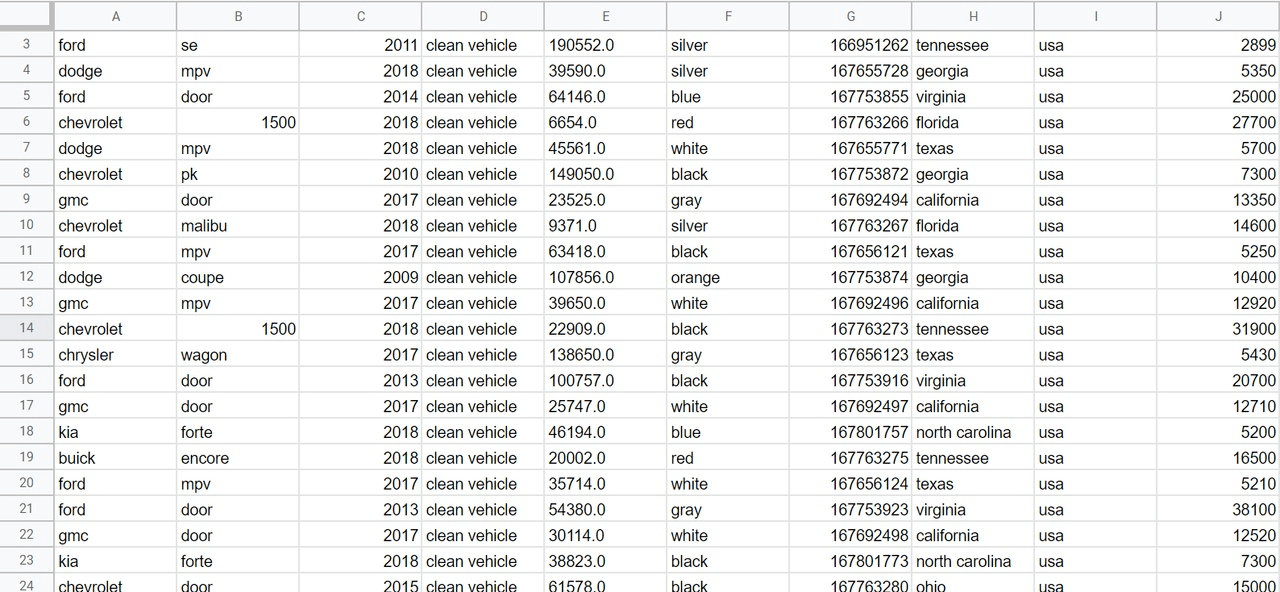 A B C D E F G H I J
3 ford se 2011 clean vehicle 190552.0 silver 166951262 tennessee usa 2899
4 dodge mpv 2018 clean vehicle 39590.0 silver 167655728 georgia usa 5350
5 ford door 2014 clean vehicle 64146.0 blue 167753855 virginia usa 25000
6 chevrolet 1500 2018 clean vehicle 6654.0 red 167763266 florida usa 27700
7 dodge mpv 2018 clean vehicle 45561.0 white 167655771 texas usa 5700
8 chevrolet pk 2010 clean vehicle 149050.0 black 167753872 georgia usa 7300
9 gmc door 2017 clean vehicle 23525.0 gray 167692494 california usa 13350
10 chevrolet malibu 2018 clean vehicle 9371.0 silver 167763267 florida usa 14600
11 ford mpv 2017 clean vehicle 63418.0 black 167656121 texas usa 5250
12 dodge coupe 2009 clean vehicle 107856.0 orange 167753874 georgia usa 10400
13 gmc mpv 2017 clean vehicle 39650.0 white 167692496 california usa 12920
14 chevrolet 1500 2018 clean vehicle 22909.0 black 167763273 tennessee usa 31900
15 chrysler wagon 2017 clean vehicle 138650.0 gray 167656123 texas usa 5430
16 ford door 2013 clean vehicle 100757.0 black 167753916 virginia usa 20700
17 gmc door 2017 clean vehicle 25747.0 white 167692497 california usa 12710
18 kia forte 2018 clean vehicle 46194.0 blue 167801757 north carolina usa 5200
19 buick encore 2018 clean vehicle 20002.0 red 167763275 tennessee usa 16500
20 ford mpv 2017 clean vehicle 35714.0 white 167656124 texas usa 5210
21 ford door 2013 clean vehicle 54380.0 gray 167753923 virginia usa 38100
22 gmc door 2017 clean vehicle 30114.0 white 167692498 california usa 12520
23 kia forte 2018 clean vehicle 38823.0 black 167801773 north carolina usa 7300
24 chevrolet door 2015 clean vehicle 61578.0 black 167763280 ohio usa 15000